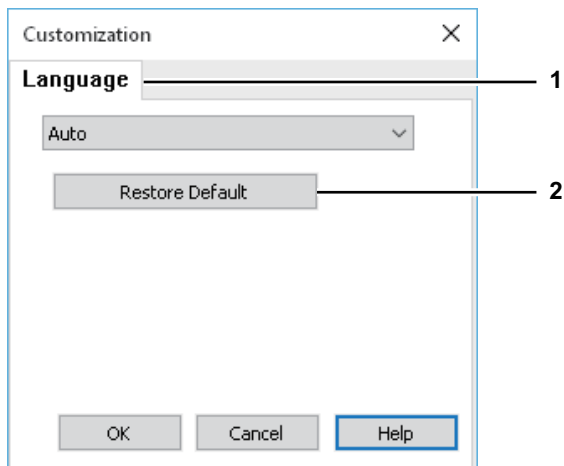 Customization
Language
1
Auto
Restore Default
2
OK Cancel Help